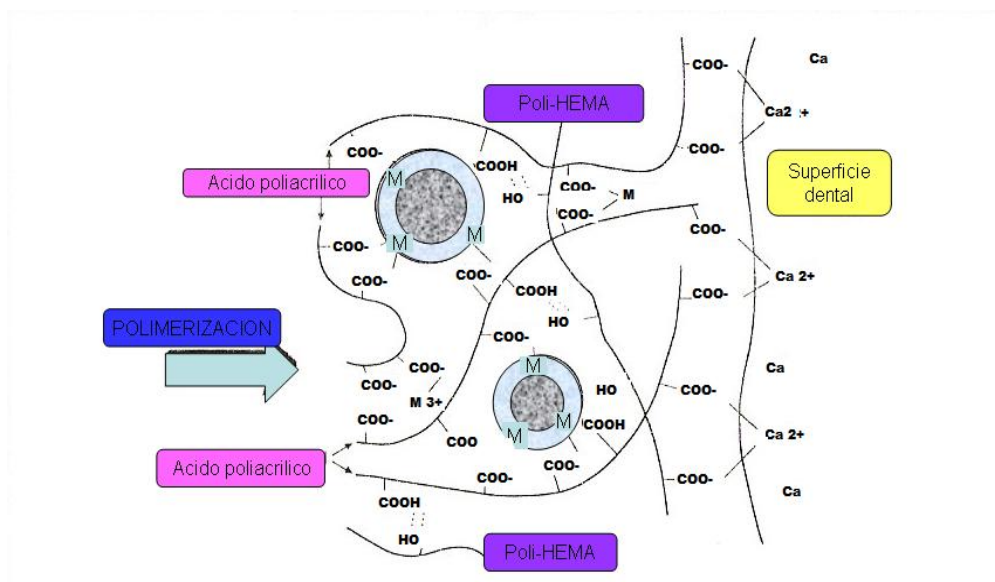 COO-
Ca
Poli-HEMA
Ca2 :+
COO-
COO-
COOH
Superficie
dental
Acido poliacrilico
M
HO
COO-
M
COO-
COO-
COO-
M
M
COO-
COO-
COOH
Ca 2+
COO-
HO
POLIMERIZACION
COO-
COO-
M
Ca
COO-
M 3+
HO
COO-
COO-
M
COOH
Ca 2+
COO
M
Acido poliacrilico
COO-
COO-
COO-
Ca
COOH
HO
Poli-HEMA